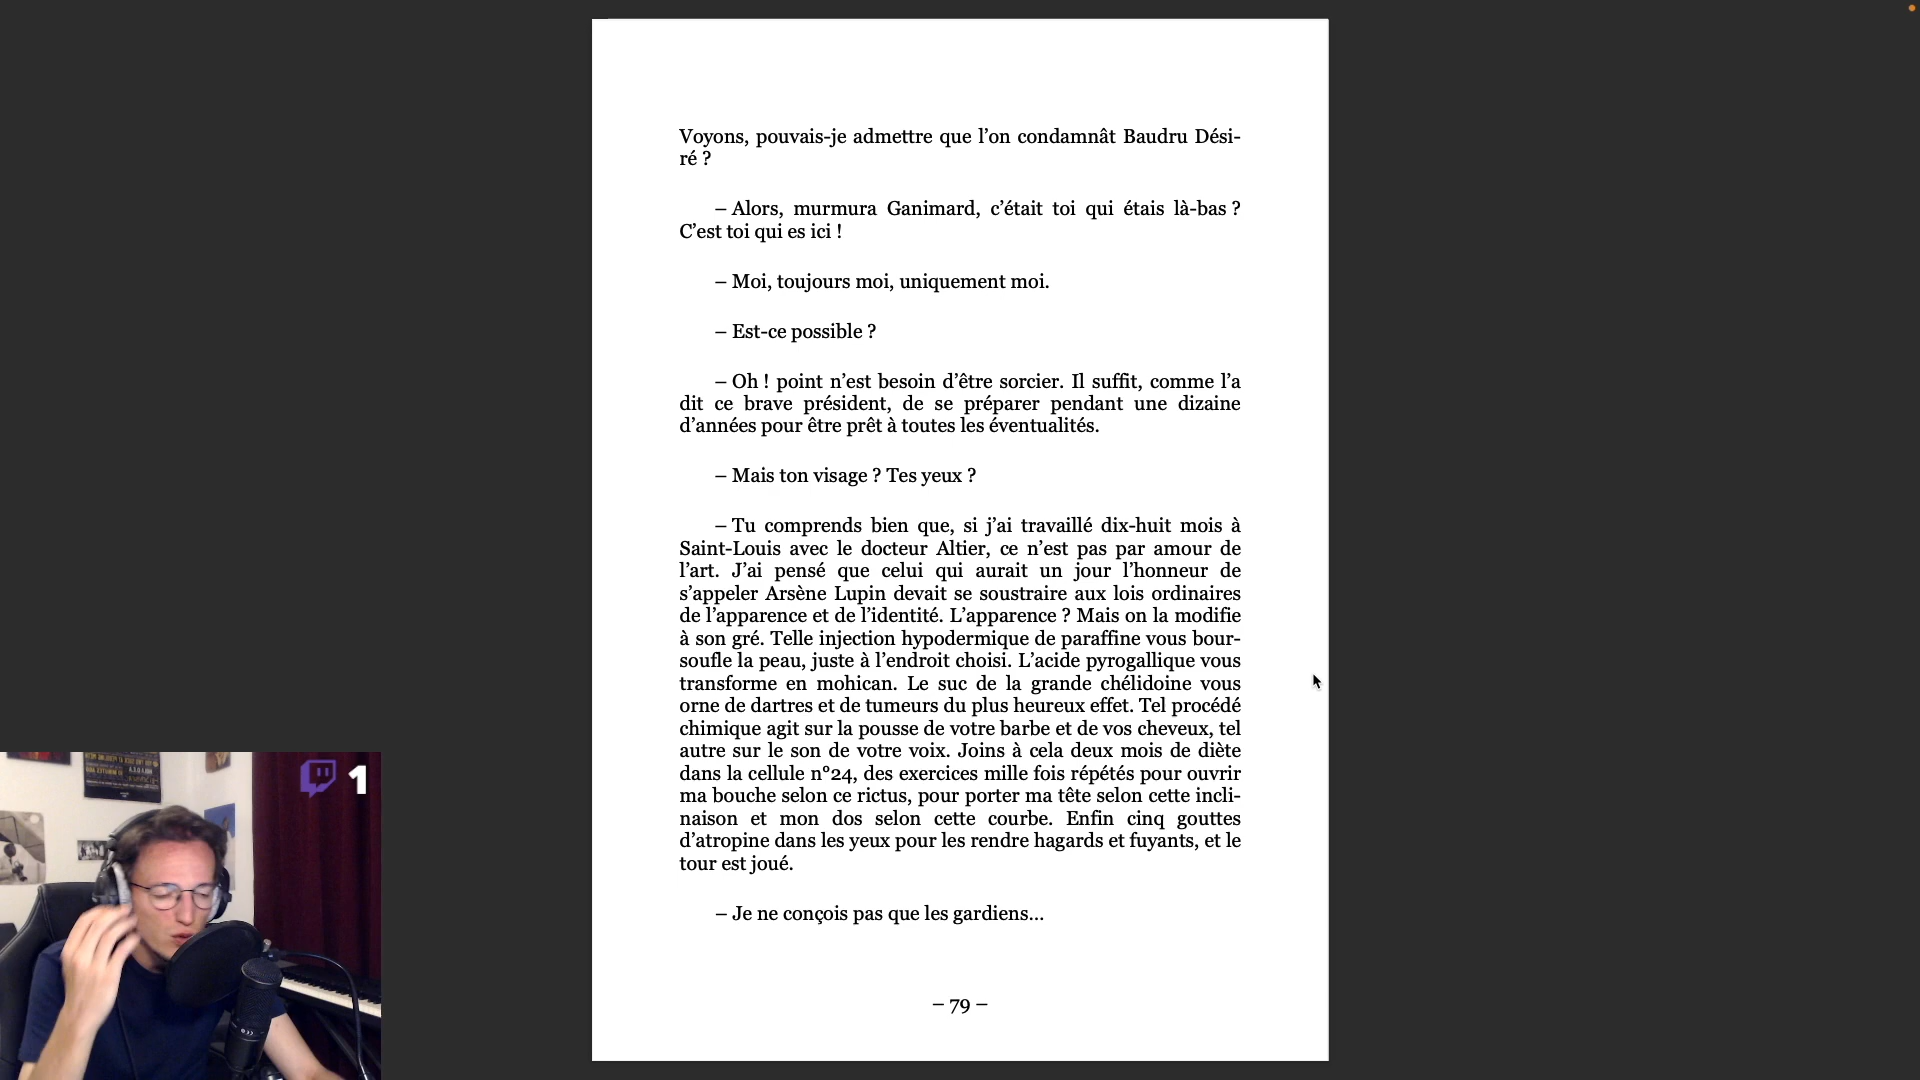 Voyons, pouvais-je admettre que l’on condamnât Baudru Dési-
ré ?
– Alors, murmura Ganimard, c’était toi qui étais là-bas ?
C’est toi qui es ici !
– Moi, toujours moi, uniquement moi.
– Est-ce possible ?
– Oh ! point n’est besoin d’être sorcier. Il suffit, comme l’a
dit ce brave président, de se préparer pendant une dizaine
d’années pour être prêt à toutes les éventualités.
– Mais ton visage ? Tes yeux ?
– Tu comprends bien que, si j’ai travaillé dix-huit mois à
Saint-Louis avec le docteur Altier, ce n’est pas par amour de
l’art. J’ai pensé que celui qui aurait un jour l’honneur de
s’appeler Arsène Lupin devait se soustraire aux lois ordinaires
de l’apparence et de l’identité. L’apparence ? Mais on la modifie
à son gré. Telle injection hypodermique de paraffine vous bour-
soufle la peau, juste à l’endroit choisi. L’acide pyrogallique vous
transforme en mohican. Le suc de la grande chélidoine vous
orne de dartres et de tumeurs du plus heureux effet. Tel procédé
chimique agit sur la pousse de votre barbe et de vos cheveux, tel
autre sur le son de votre voix. Joins à cela deux mois de diète
dans la cellule n°24, des exercices mille fois répétés pour ouvrir
ma bouche selon ce rictus, pour porter ma tête selon cette incli-
naison et mon dos selon cette courbe. Enfin cinq gouttes
d’atropine dans les yeux pour les rendre hagards et fuyants, et le
tour est joué.
– Je ne conçois pas que les gardiens…
– 79 –
1